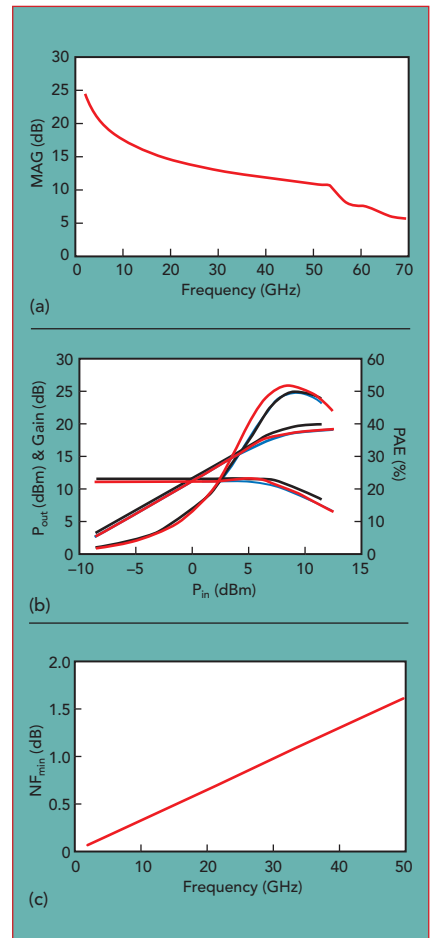 30
25
20
15
10
5
0
MAG (dB)
0 10 20 30 40 50 60 70
Frequency (GHz)
(a)
30
25
20
15
10
5
0
Pout (dBm) & Gain (dB)
60
50
40
30
20
10
0
PAE (%)
−10 −5 0 5 10 15
Pin (dBm)
(b)
2.0
1.5
1.0
0.5
0
NFmin (dB)
0 10 20 30 40 50
Frequency (GHz)
(c)